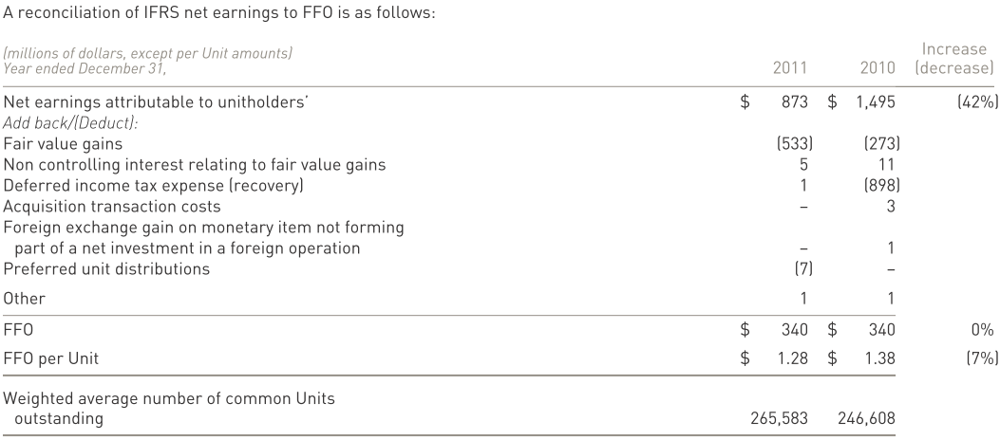 A reconciliation of IFRS net earnings to FFO is as follows:
(millions of dollars, except per Unit amounts) Increase
Year ended December 31, 2011 2010 (decrease)
Net earnings attributable to unitholders’ $ 873 $ 1,495 (42%)
Add back/(Deduct):
Fair value gains (533) (273)
Non controlling interest relating to fair value gains 5 11
Deferred income tax expense (recovery) 1 (898)
Acquisition transaction costs – 3
Foreign exchange gain on monetary item not forming
part of a net investment in a foreign operation – 1
Preferred unit distributions (7) –
Other 1 1
FFO $ 340 $ 340 0%
FFO per Unit $ 1.28 $ 1.38 (7%)
Weighted average number of common Units
outstanding 265,583 246,608